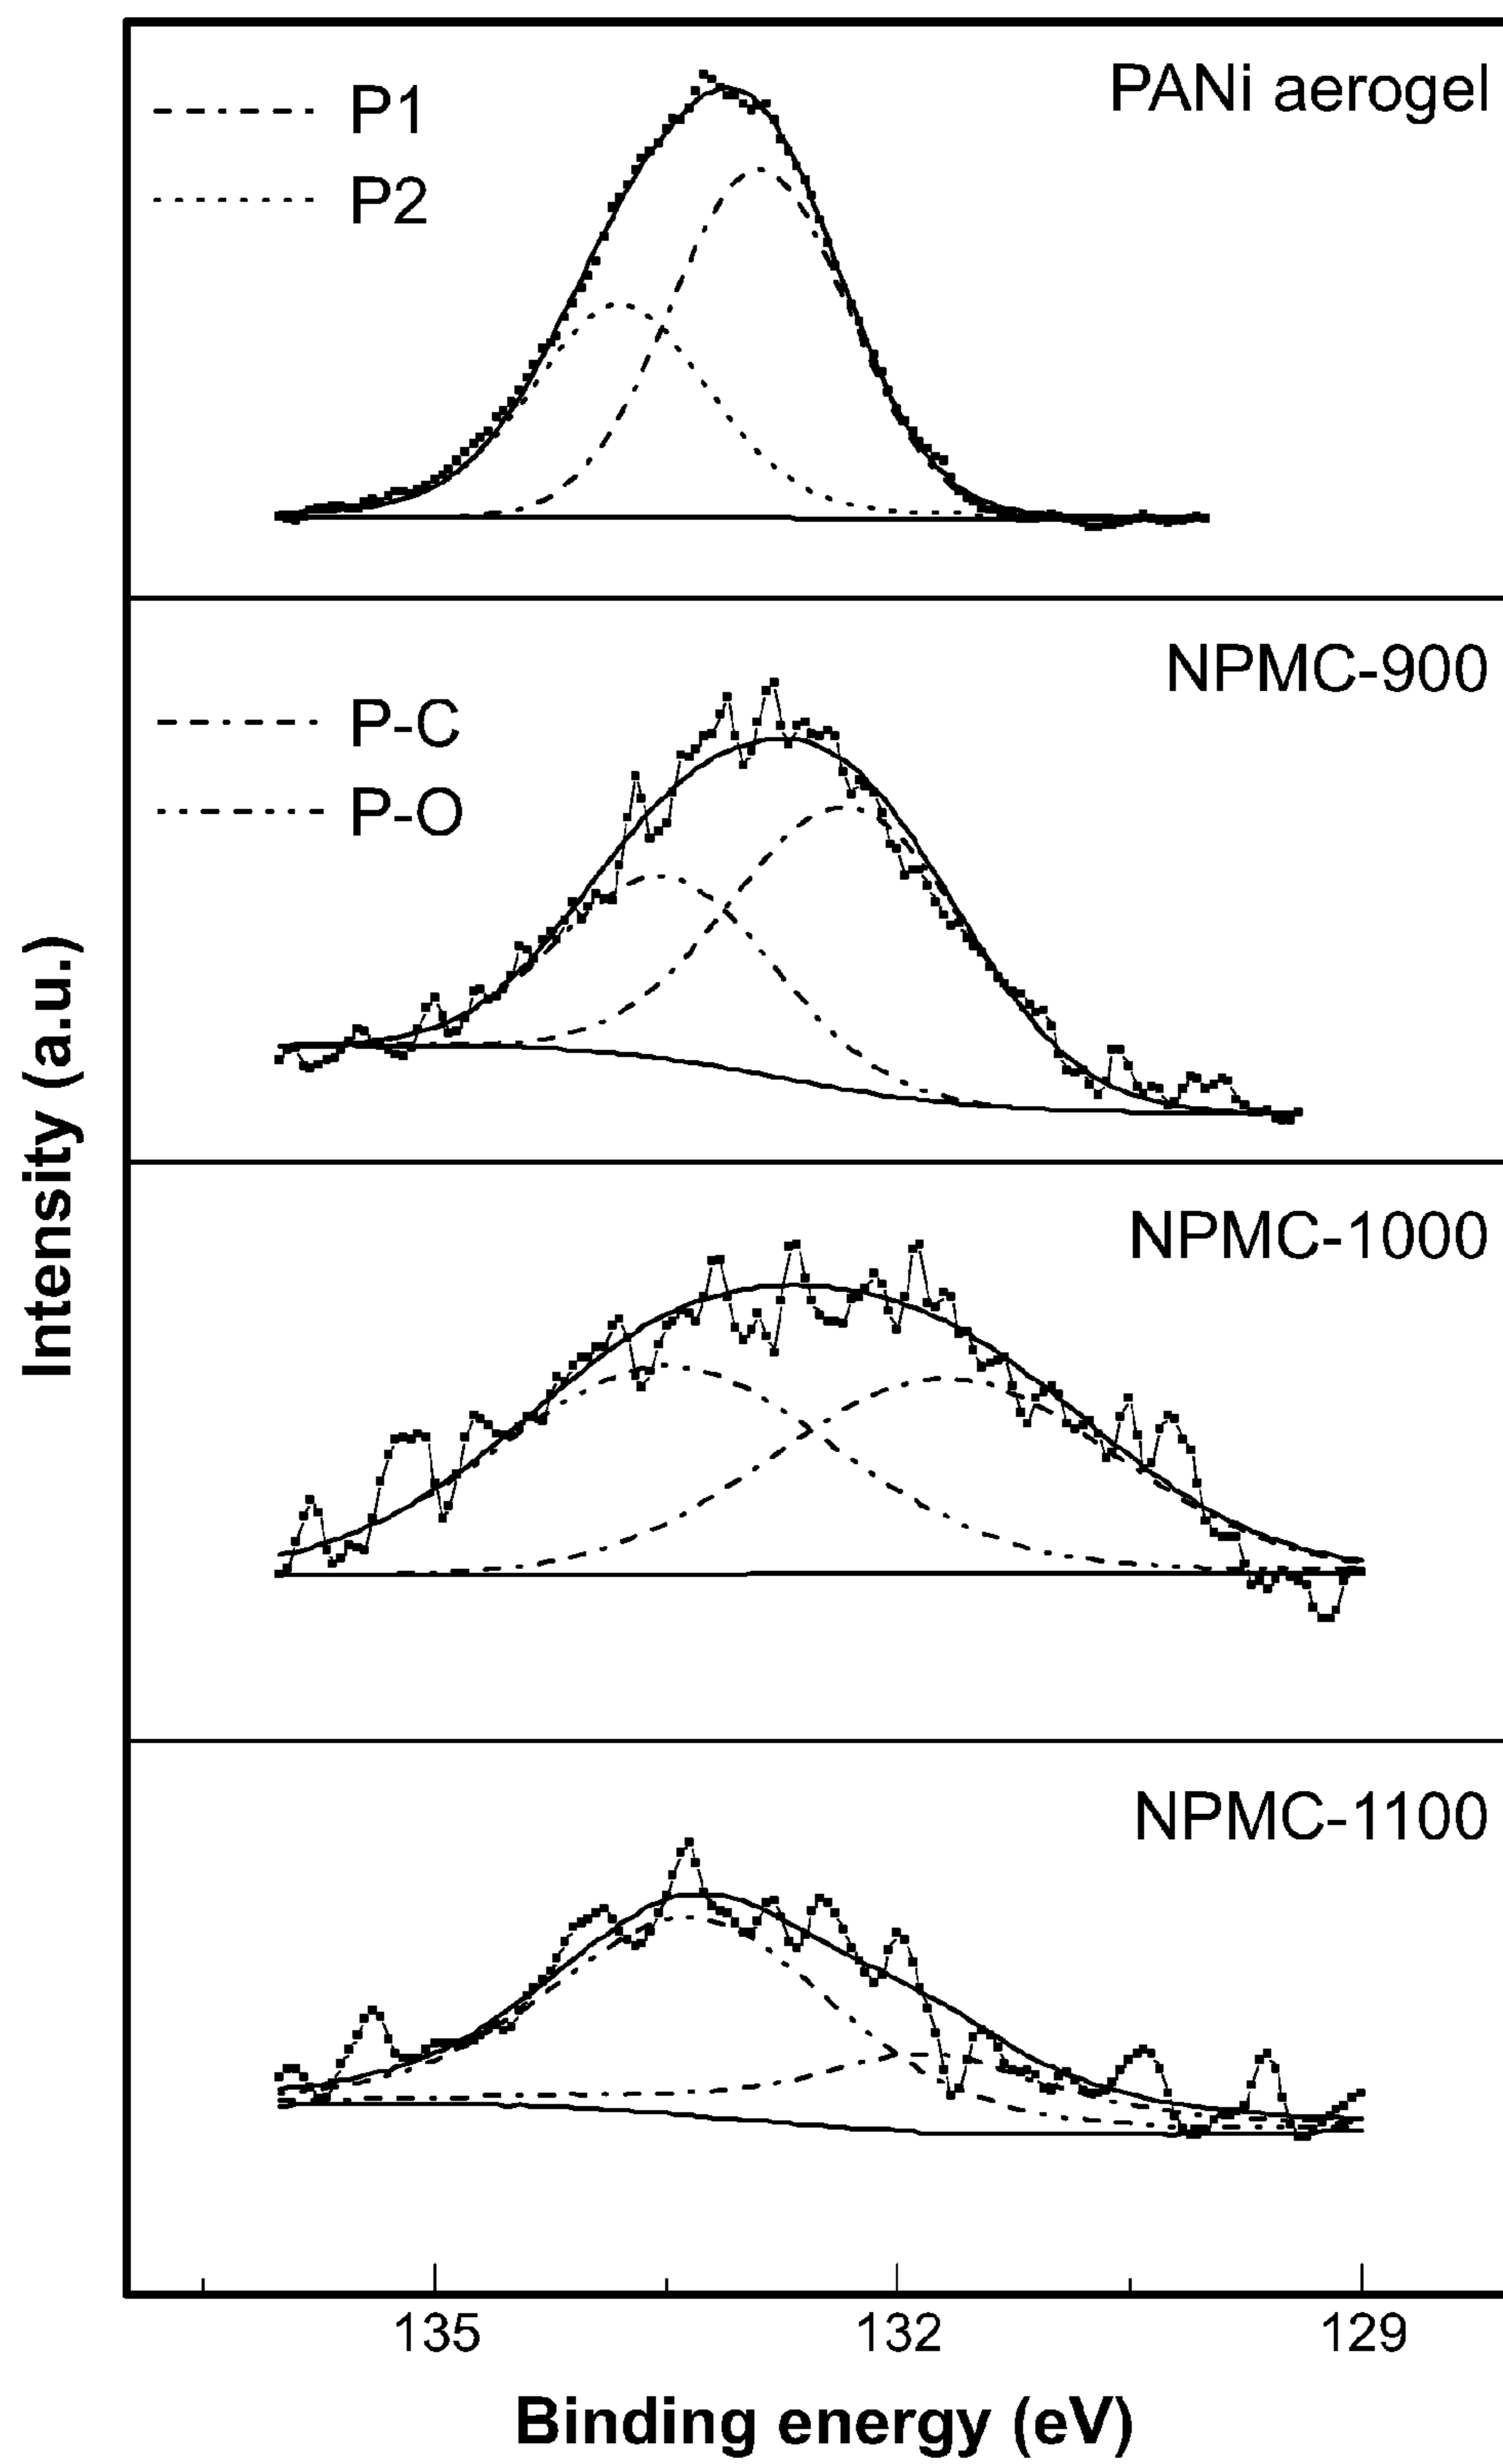 PANi aerogel
P1
P2
NPMC-900
P-C
P-O
NPMC-1000
NPMC-1100
Intensity (a.u.)
135 132 129
Binding energy (eV)